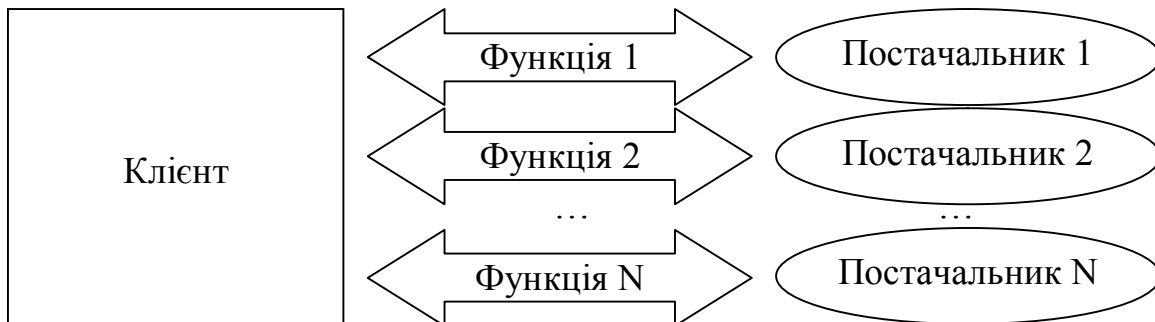 Функція 1
Постачальник 1
Клієнт
Функція 2
Постачальник 2
…
…
Функція N
Постачальник N